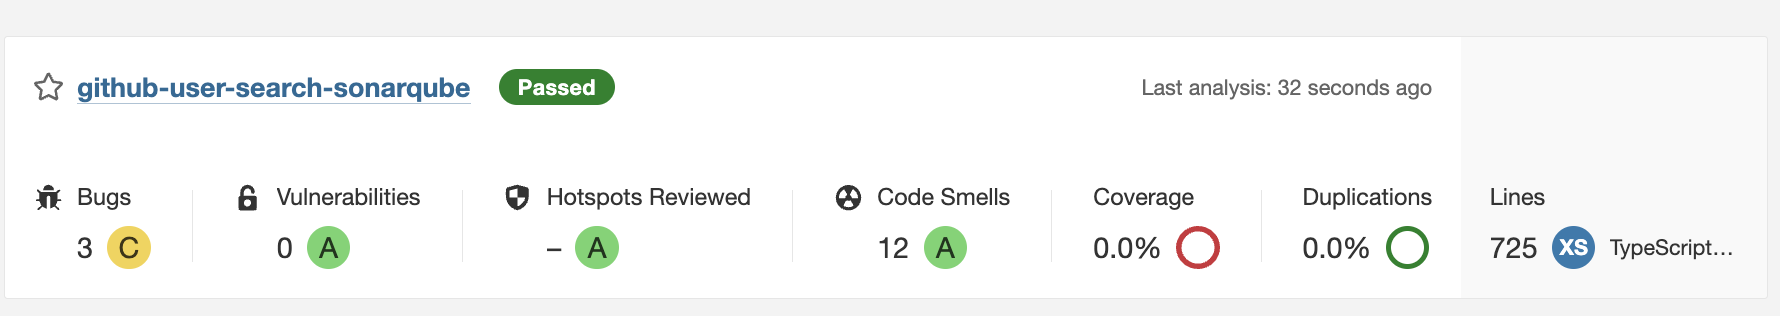 github-user-search-sonarqube Passed Last analysis: 32 seconds ago
Bugs Vulnerabilities Hotspots Reviewed Code Smells Coverage Duplications Lines
3 C 0 A – A 12 A 0.0% 0.0% 725 XS TypeScript...